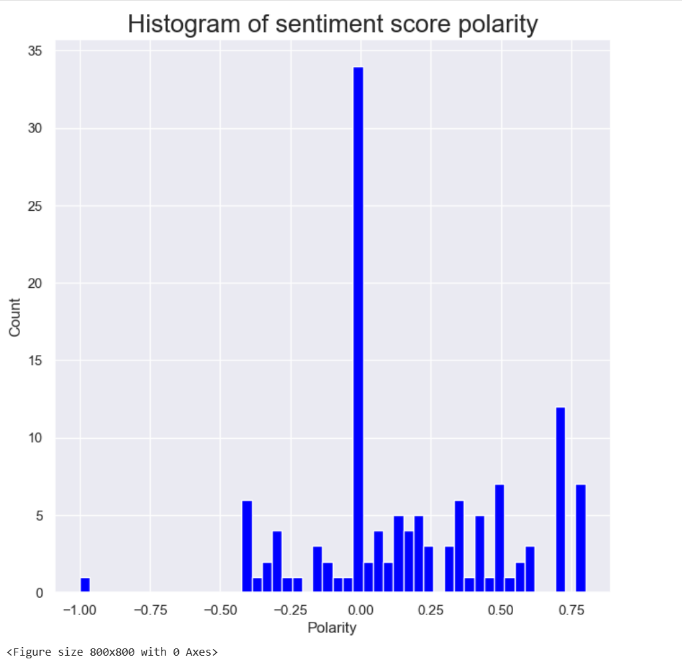 Histogram of sentiment score polarity
35
30
25
20
15
10
5
0
Count
−1.00 −0.75 −0.50 −0.25 0.00 0.25 0.50 0.75
Polarity
<Figure size 800x800 with 0 Axes>